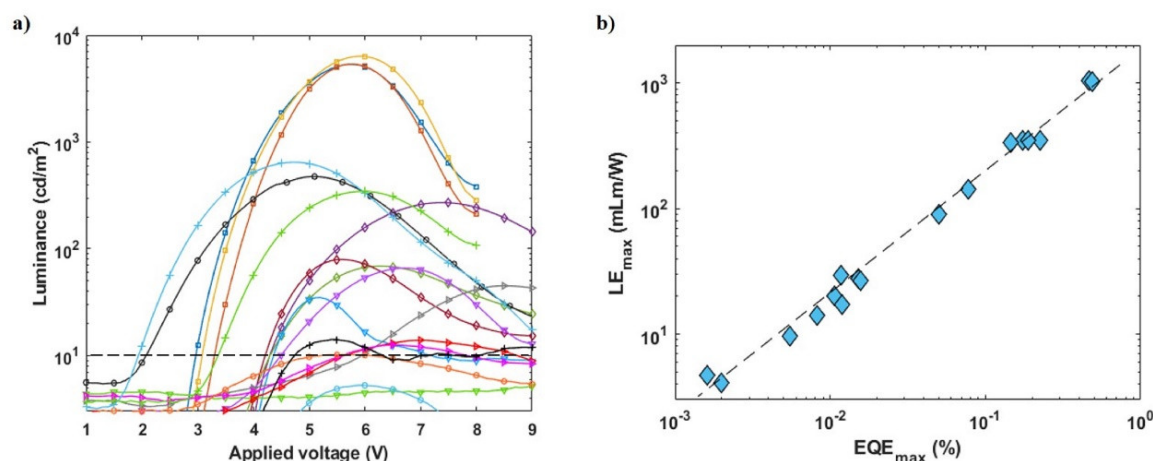 a)
10^4
10^3
10^2
10^1
Luminance (cd/m^2)
1 2 3 4 5 6 7 8 9
Applied voltage (V)
b)
10^3
10^2
10^1
LE_max (mLm/W)
10^-3 10^-2 10^-1 10^0
EQE_max (%)